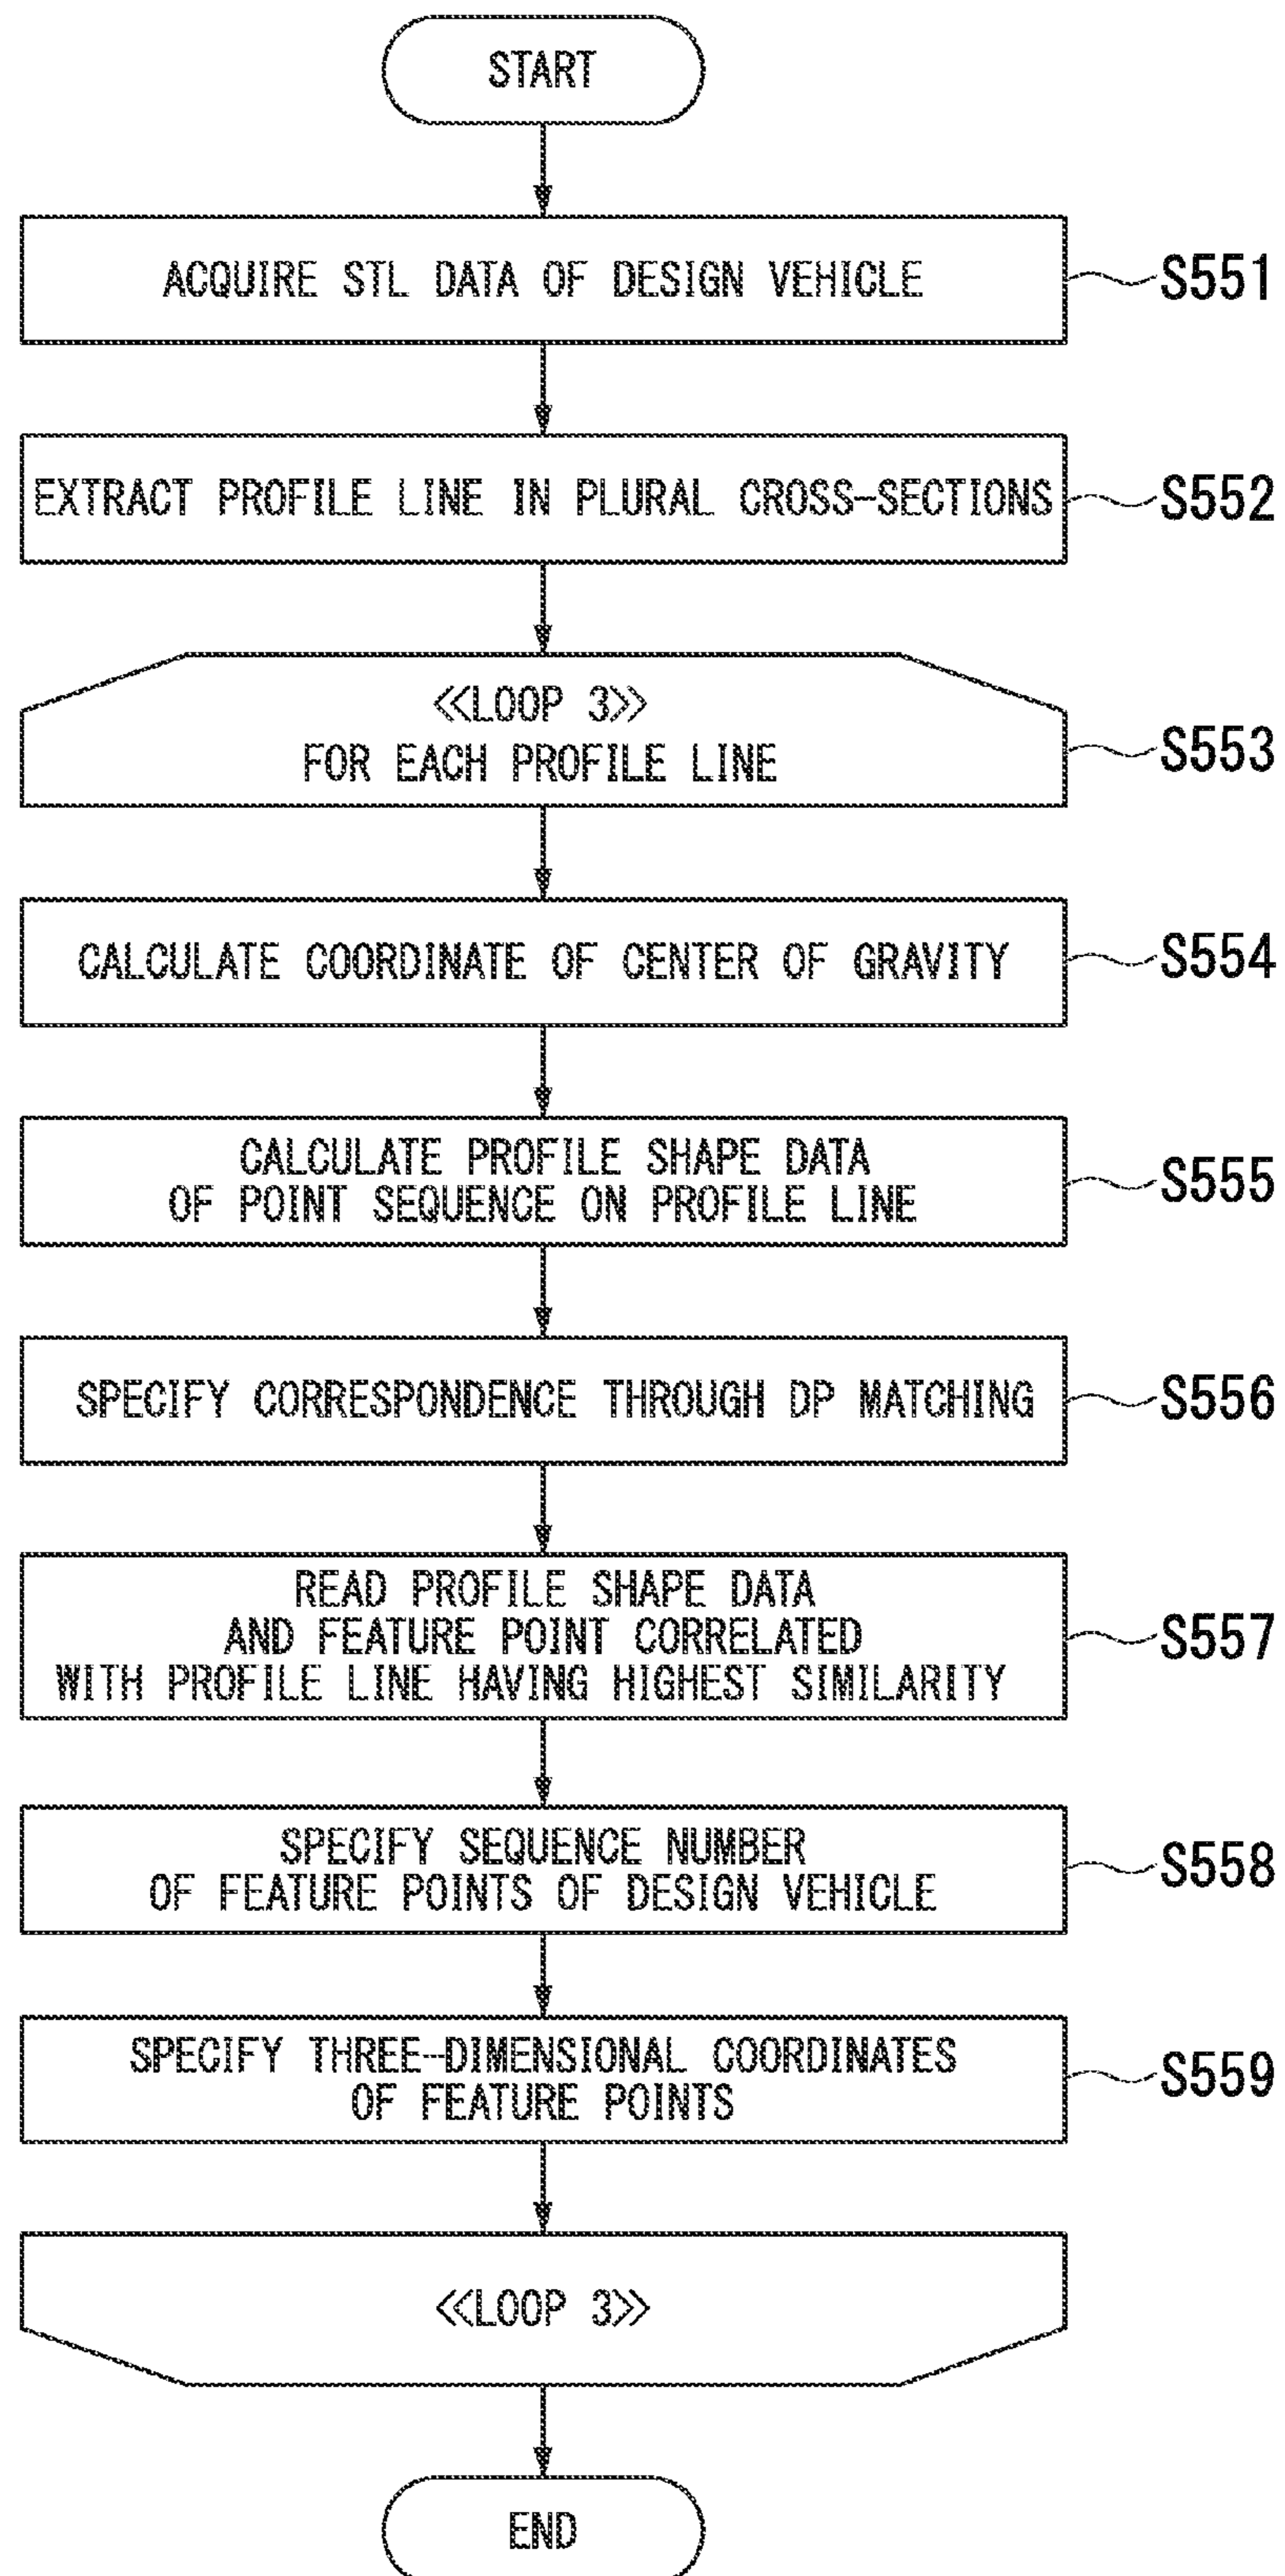 START
ACQUIRE STL DATA OF DESIGN VEHICLE
S551
EXTRACT PROFILE LINE IN PLURAL CROSS-SECTIONS
S552
<<LOOP 3>>
FOR EACH PROFILE LINE
S553
CALCULATE COORDINATE OF CENTER OF GRAVITY
S554
CALCULATE PROFILE SHAPE DATA
OF POINT SEQUENCE ON PROFILE LINE
S555
SPECIFY CORRESPONDENCE THROUGH DP MATCHING
S556
READ PROFILE SHAPE DATA
AND FEATURE POINT CORRELATED
WITH PROFILE LINE HAVING HIGHEST SIMILARITY
S557
SPECIFY SEQUENCE NUMBER
OF FEATURE POINTS OF DESIGN VEHICLE
S558
SPECIFY THREE-DIMENSIONAL COORDINATES
OF FEATURE POINTS
S559
<<LOOP 3>>
END